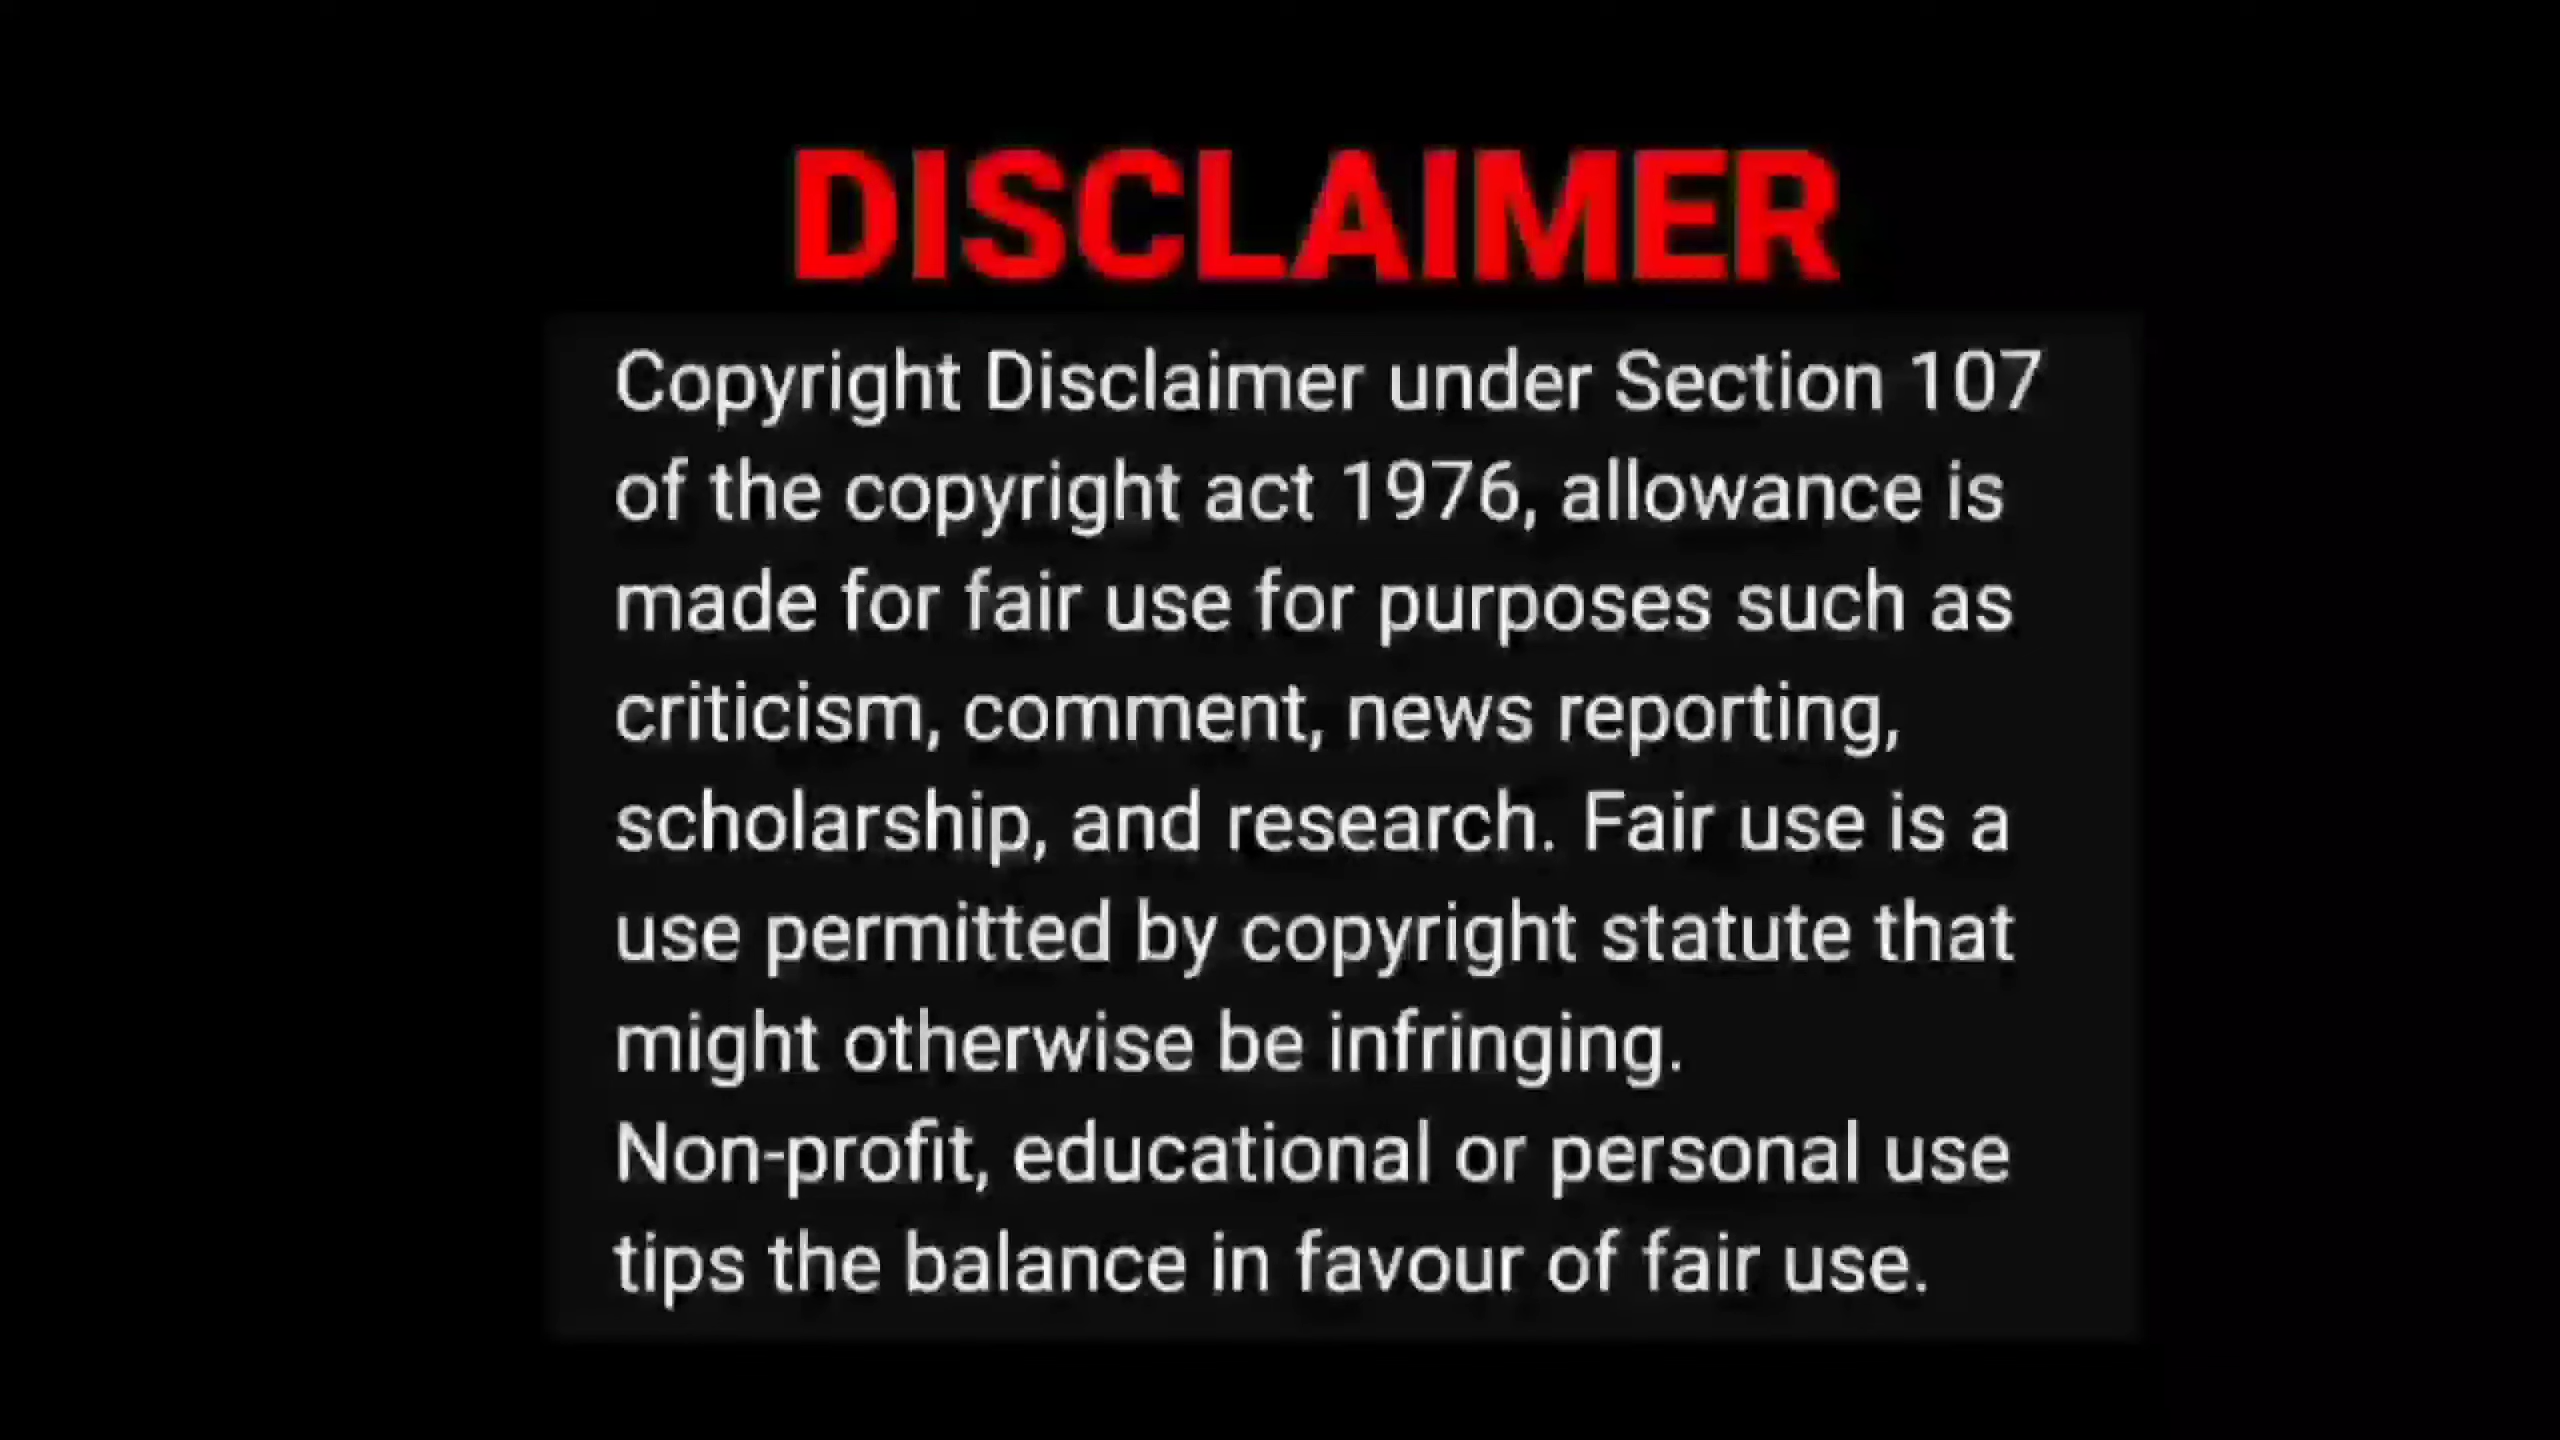 DISCLAIMER
Copyright Disclaimer under Section 107
of the copyright act 1976, allowance is
made for fair use for purposes such as
criticism, comment, news reporting,
scholarship, and research. Fair use is a
use permitted by copyright statute that
might otherwise be infringing.
Non-profit, educational or personal use
tips the balance in favour of fair use.